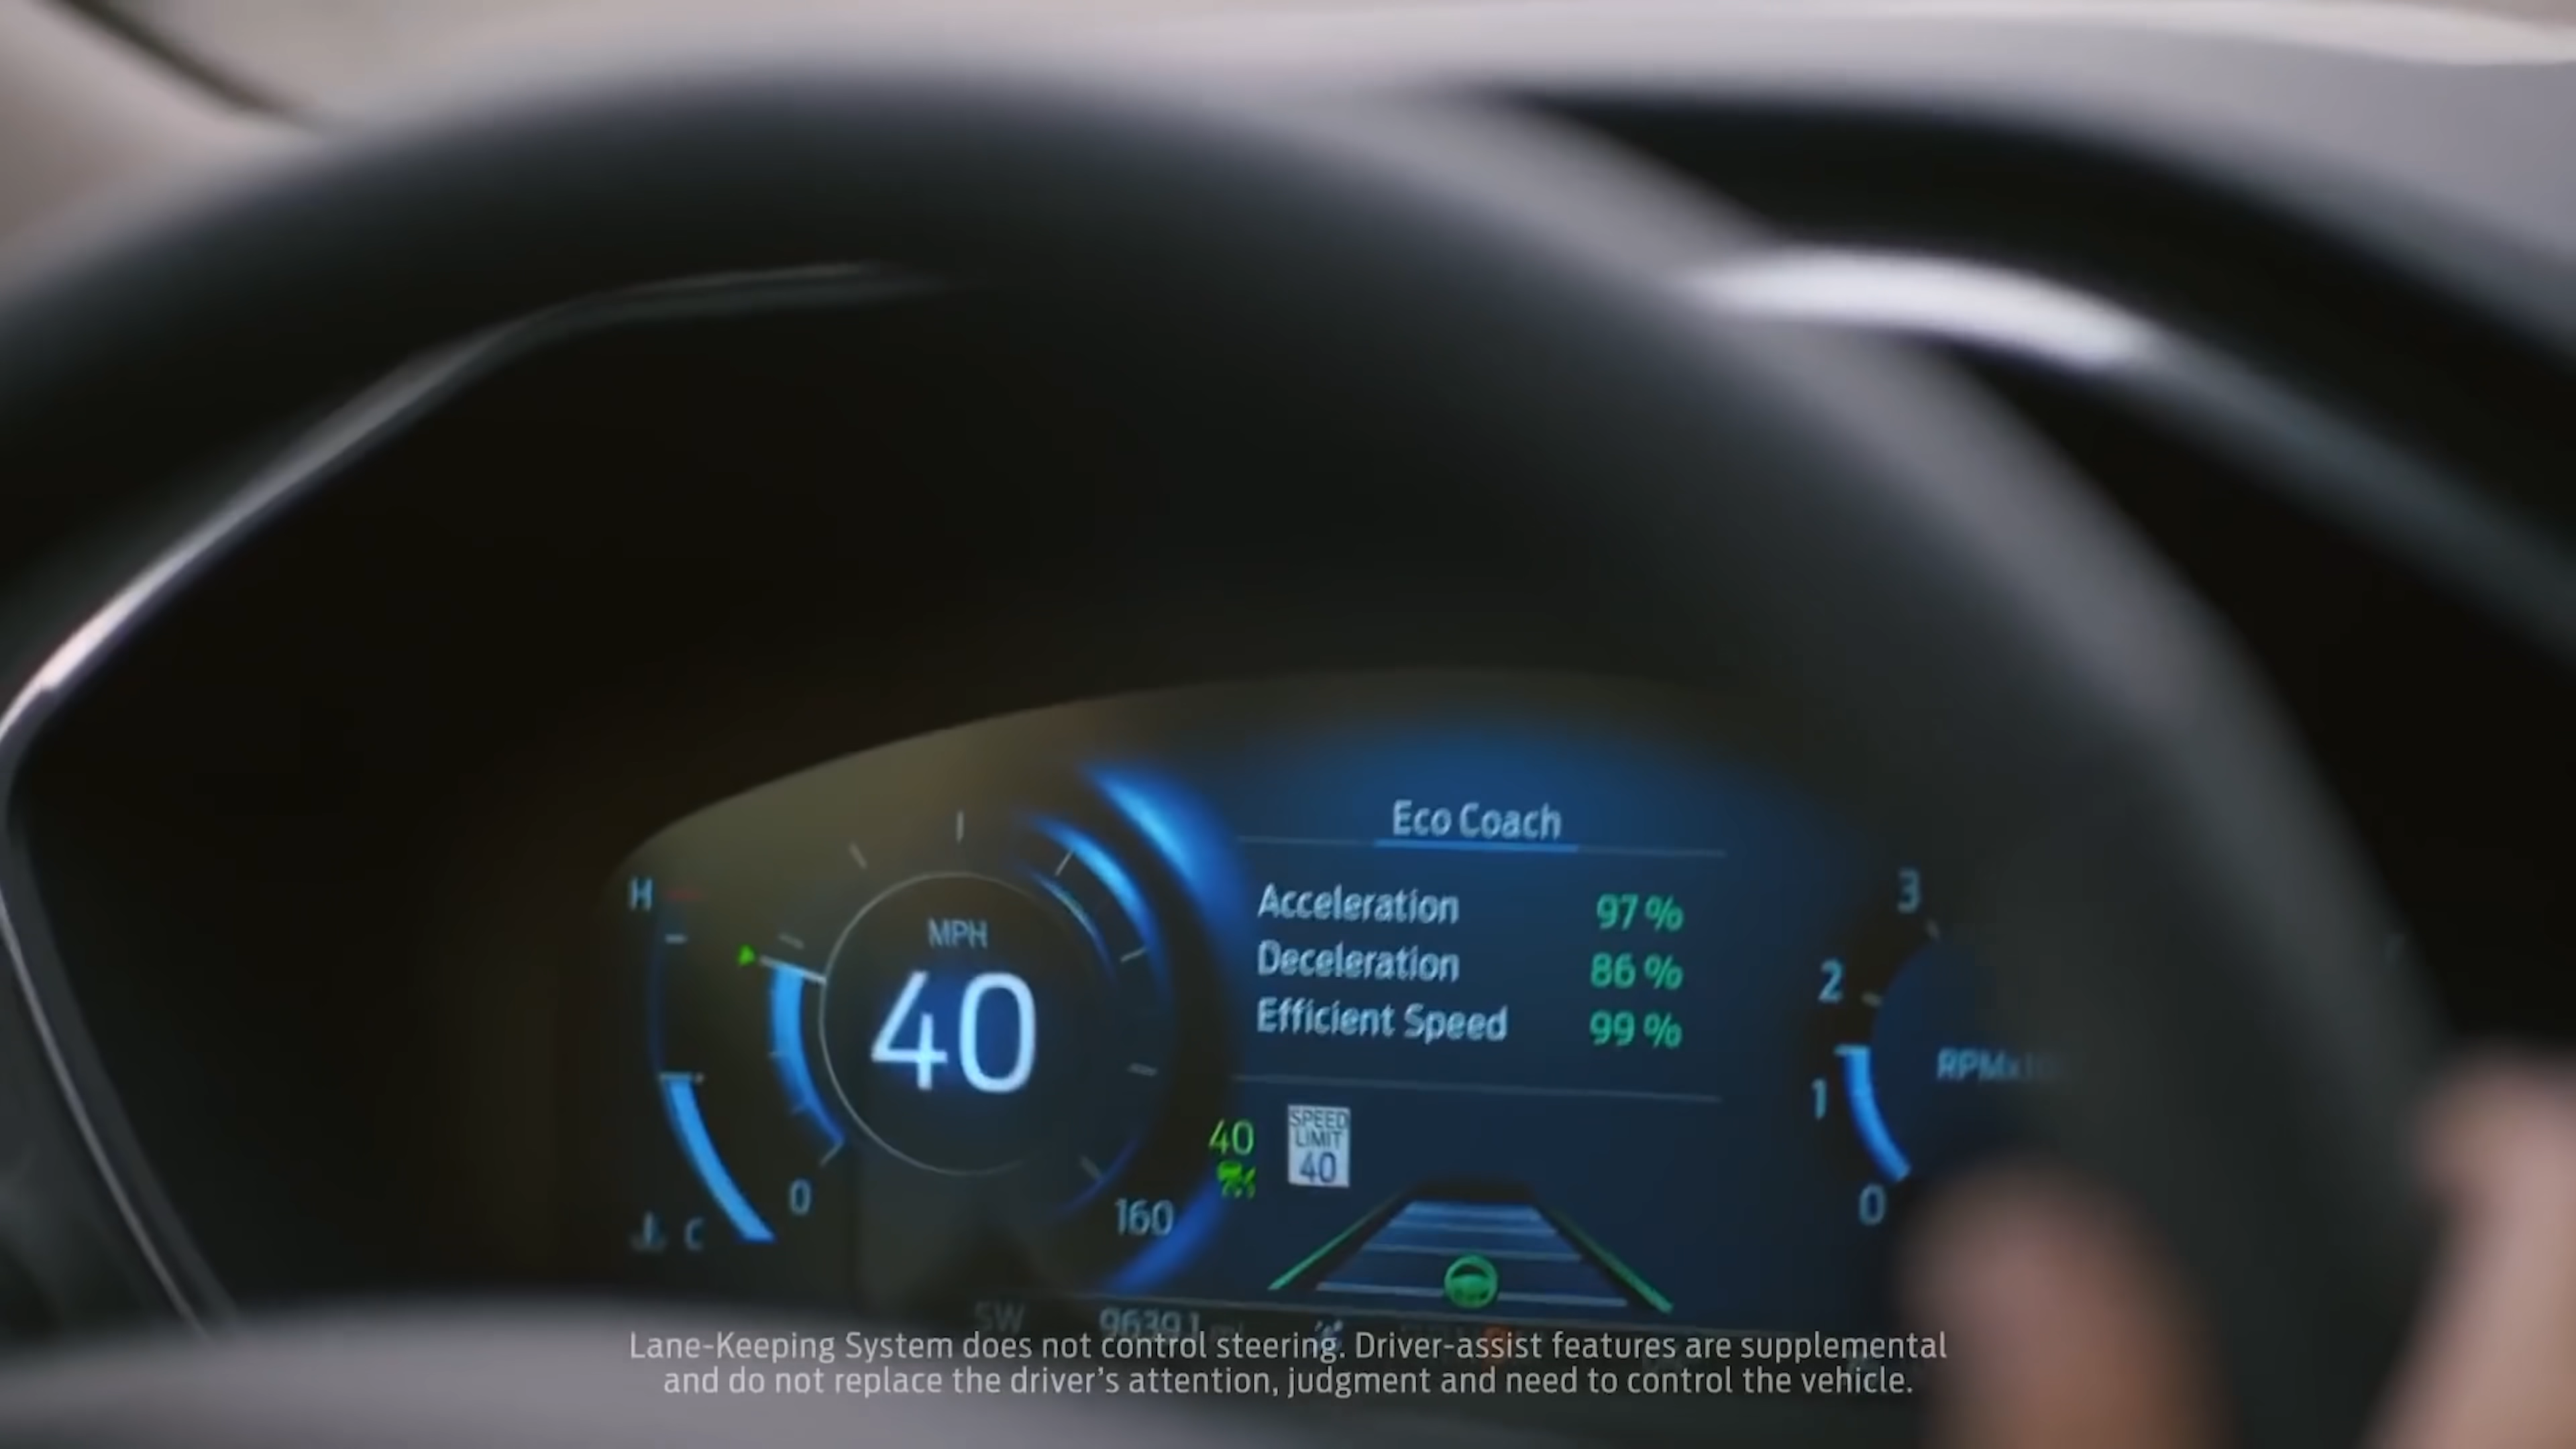 Eco Coach
Acceleration 97 %
Deceleration 86 %
Efficient Speed 99 %
H
MPH
40
C
0
160
40
SPEED
LIMIT
40
3
2
1
0
SW
Lane-Keeping System does not control steering. Driver-assist features are supplemental
and do not replace the driver's attention, judgment and need to control the vehicle.